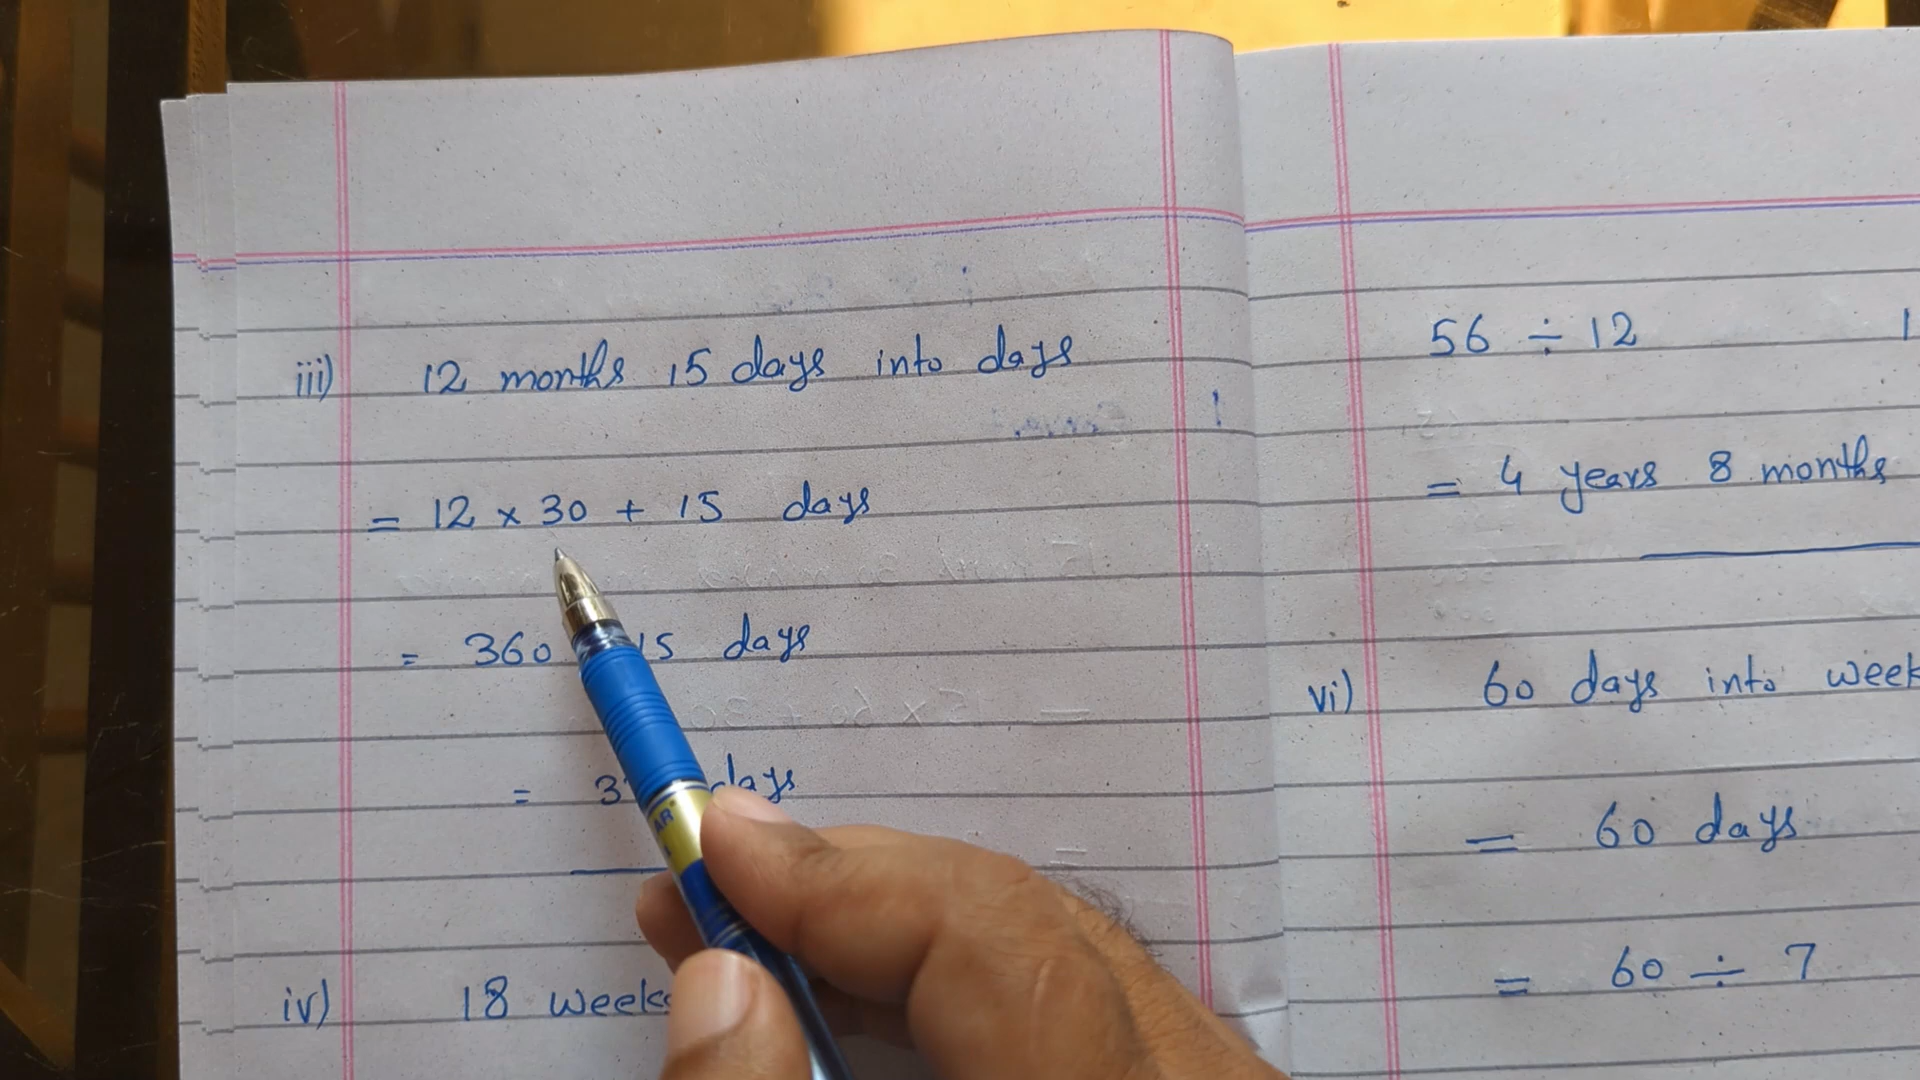 iii) 12 months 15 days into days
= 12 × 30 + 15 days
= 360 15 days
= days
iv) 18 weeks
56 ÷ 12
= 4 years 8 months
vi) 60 days into week
= 60 days
= 60 ÷ 7